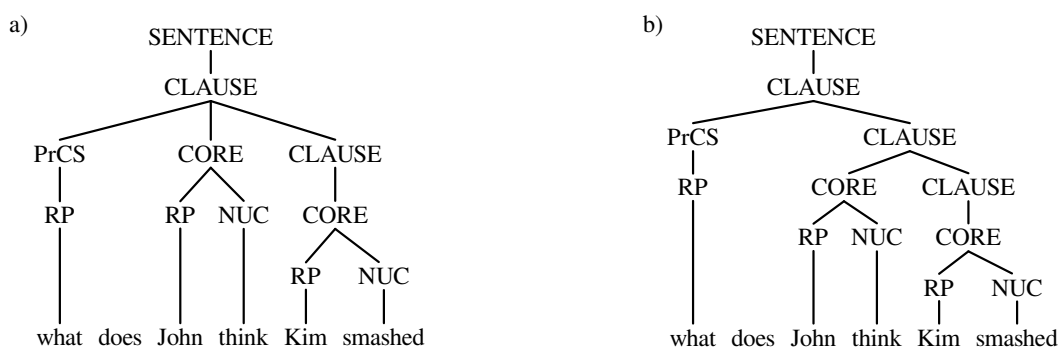 a)
SENTENCE
CLAUSE
PrCS CORE CLAUSE
RP RP NUC CORE
RP NUC
what does John think Kim smashed
b)
SENTENCE
CLAUSE
PrCS CLAUSE
RP CORE CLAUSE
RP NUC CORE
RP NUC
what does John think Kim smashed